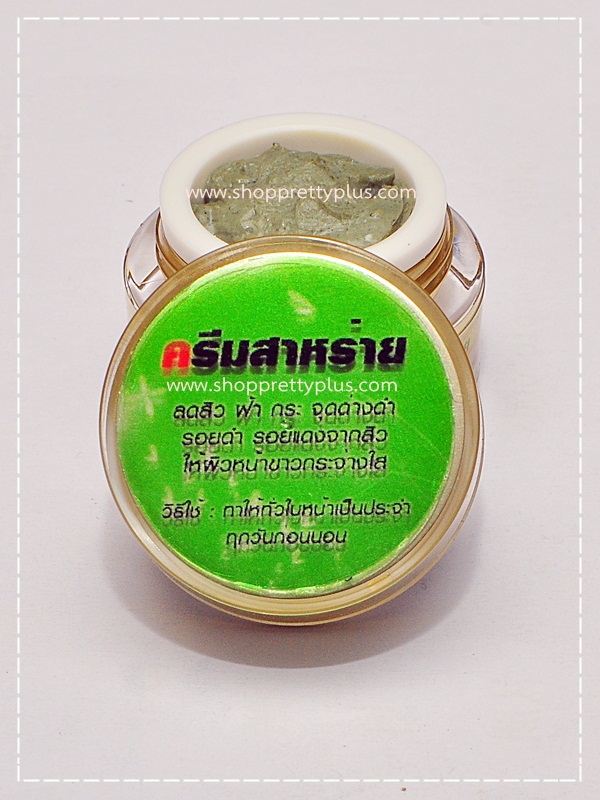 www.shopprettyplus.com
ครีมสาหร่าย
www.shopprettyplus.com
ลดสิว ฟ้า กระ จุดด่างดำ
รอยดำ รอยแดงจากสิว
ให้ผิวหน้าขาวกระจ่างใส
วิธีใช้ : ทาให้ทั่วใบหน้าเป็นประจำ
ทุกวันก่อนนอน